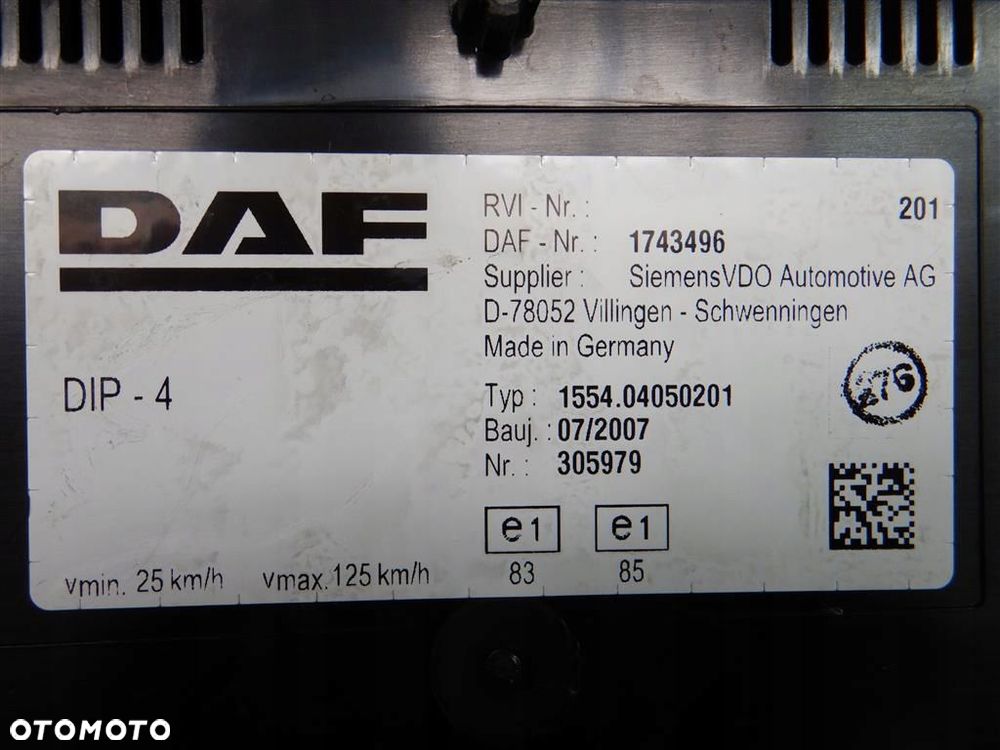 DAF
DIP - 4
vmin. 25 km/h vmax. 125 km/h
RVI - Nr. : 201
DAF - Nr. : 1743496
Supplier : SiemensVDO Automotive AG
D-78052 Villingen - Schwenningen
Made in Germany
Typ : 1554.04050201
Bauj. : 07/2007
Nr. : 305979
e1 e1
83 85
OTOMOTO